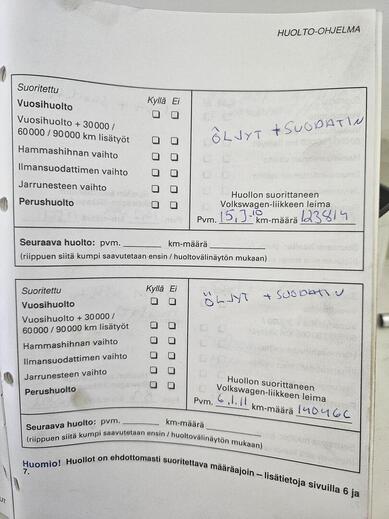 HUOLTO-OHJELMA
Suoritettu Kyllä Ei
Vuosihuolto
Vuosihuolto + 30 000 /
60 000 / 90 000 km lisätyöt
Hammashihnan vaihto
Ilmansuodattimen vaihto
Jarrunesteen vaihto
Perushuolto
ÖLJYT + SUODATIN
Huollon suorittaneen
Volkswagen-liikkeen leima
Pvm. km-määrä
Seuraava huolto: pvm. km-määrä
(riippuen siitä kumpi saavutetaan ensin / huoltovälinäytön mukaan)
Suoritettu Kyllä Ei
Vuosihuolto
Vuosihuolto + 30 000 /
60 000 / 90 000 km lisätyöt
Hammashihnan vaihto
Ilmansuodattimen vaihto
Jarrunesteen vaihto
Perushuolto
ÖLJYT + SUODATIN
Huollon suorittaneen
Volkswagen-liikkeen leima
Pvm. 6.1.11 km-määrä
Seuraava huolto: pvm. km-määrä
(riippuen siitä kumpi saavutetaan ensin / huoltovälinäytön mukaan)
Huomio! Huollot on ehdottomasti suoritettava määräajoin – lisätietoja sivuilla 6 ja
7.